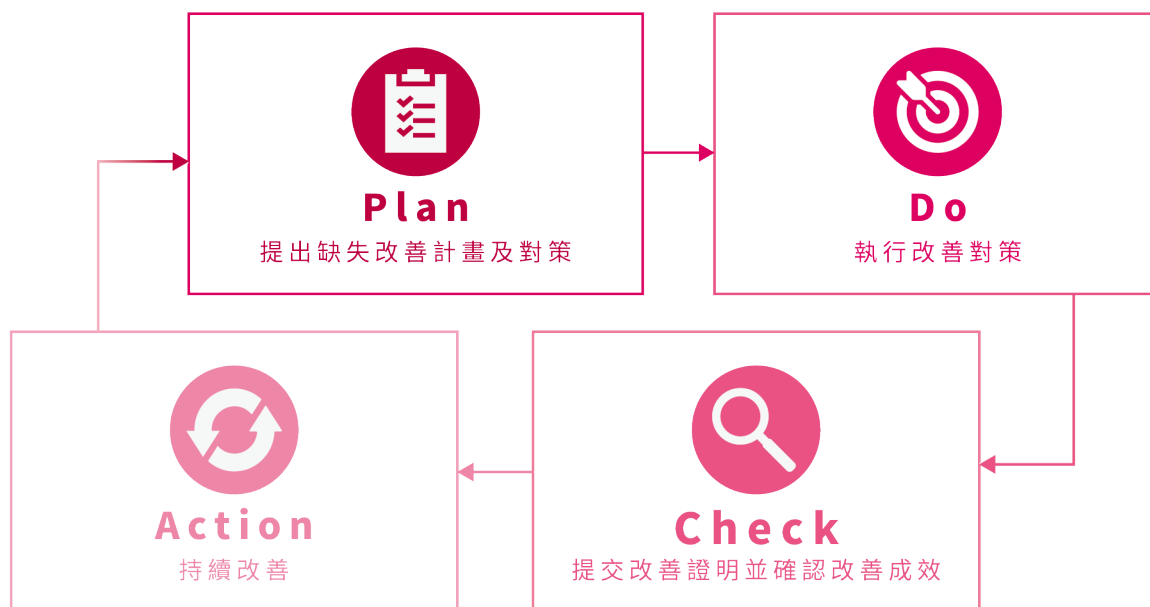 Plan
提出缺失改善計畫及對策
Do
執行改善對策
Action
持續改善
Check
提交改善證明並確認改善成效